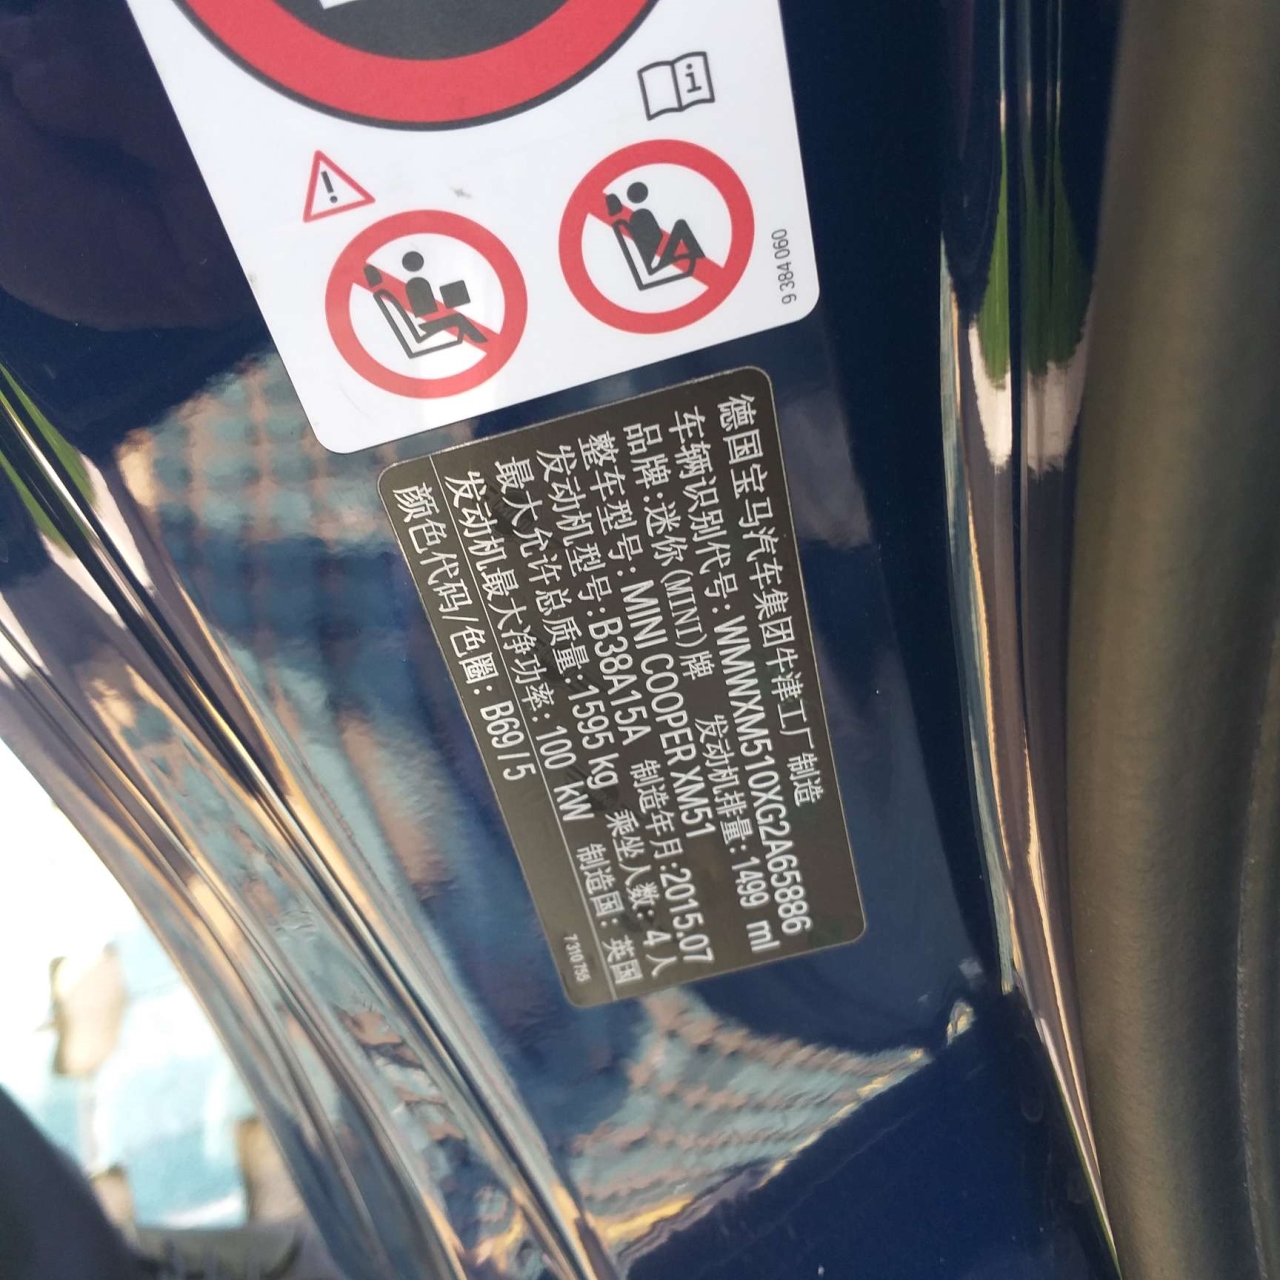 9 384 060
德国宝马汽车集团牛津工厂 制造
车辆识别代号: WMWXM510XG2A65886
品牌:迷你(MINI)牌 发动机排量: 1499 ml
整车型号: MINI COOPER XM51
发动机型号:B38A15A 制造年月:2015.07
最大允许总质量:1595 kg 乘坐人数: 4人
发动机最大净功率: 100 kW 制造国: 英国
颜色代码/色圈: B69/5
7 310 755